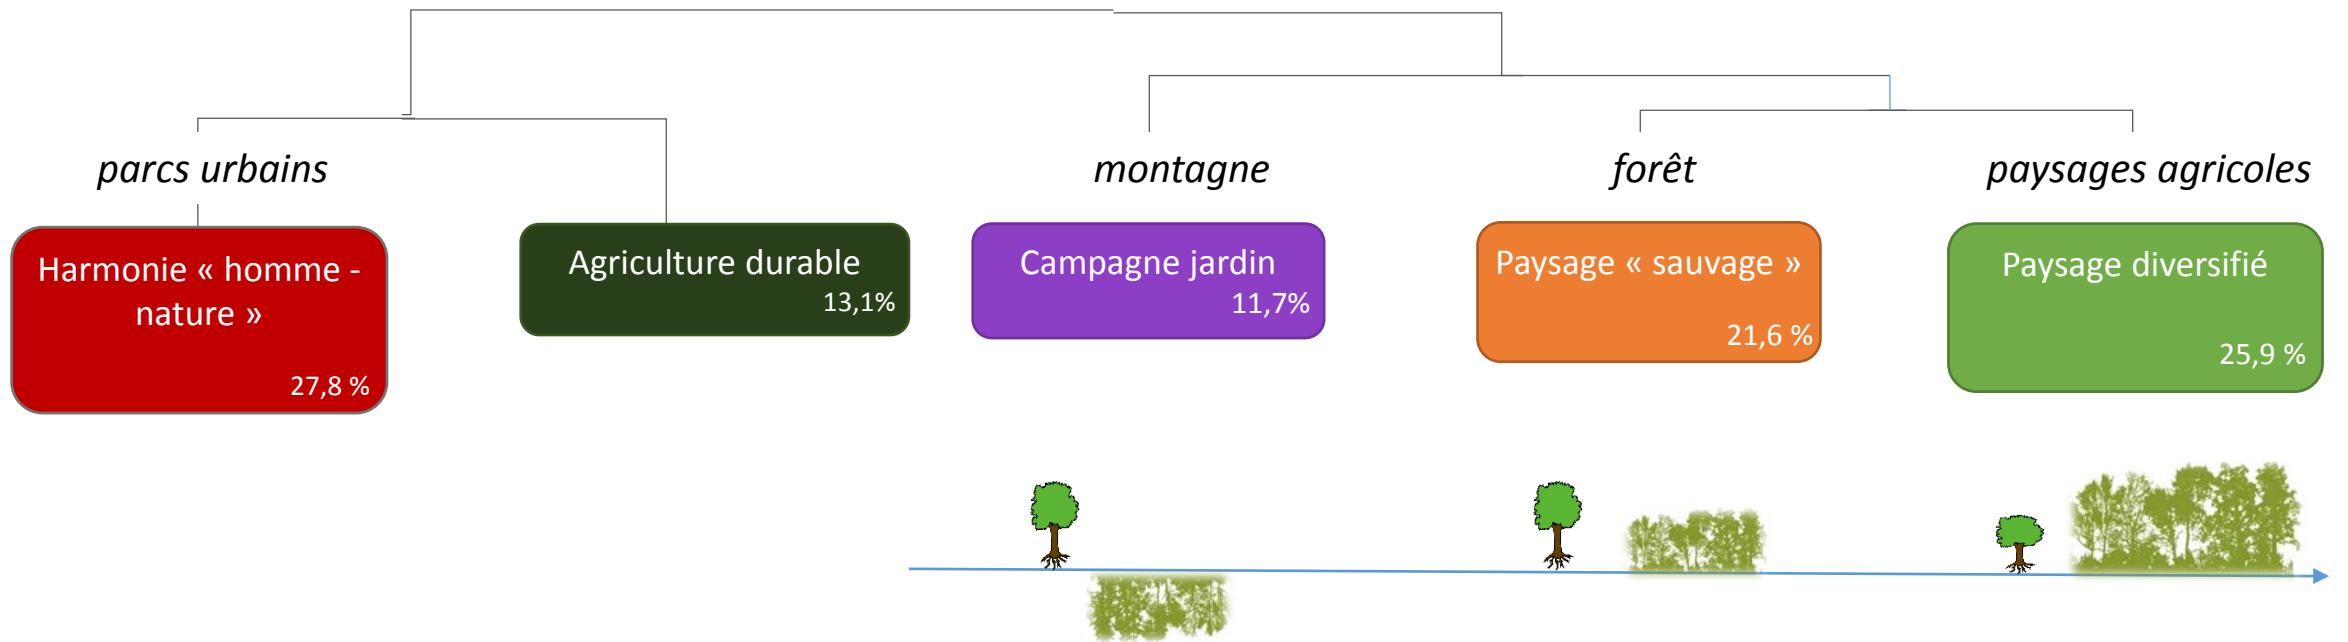 parcs urbains
montagne
forêt
paysages agricoles
Harmonie « homme -
nature »
27,8 %
Agriculture durable
13,1%
Campagne jardin
11,7%
Paysage « sauvage »
21,6 %
Paysage diversifié
25,9 %